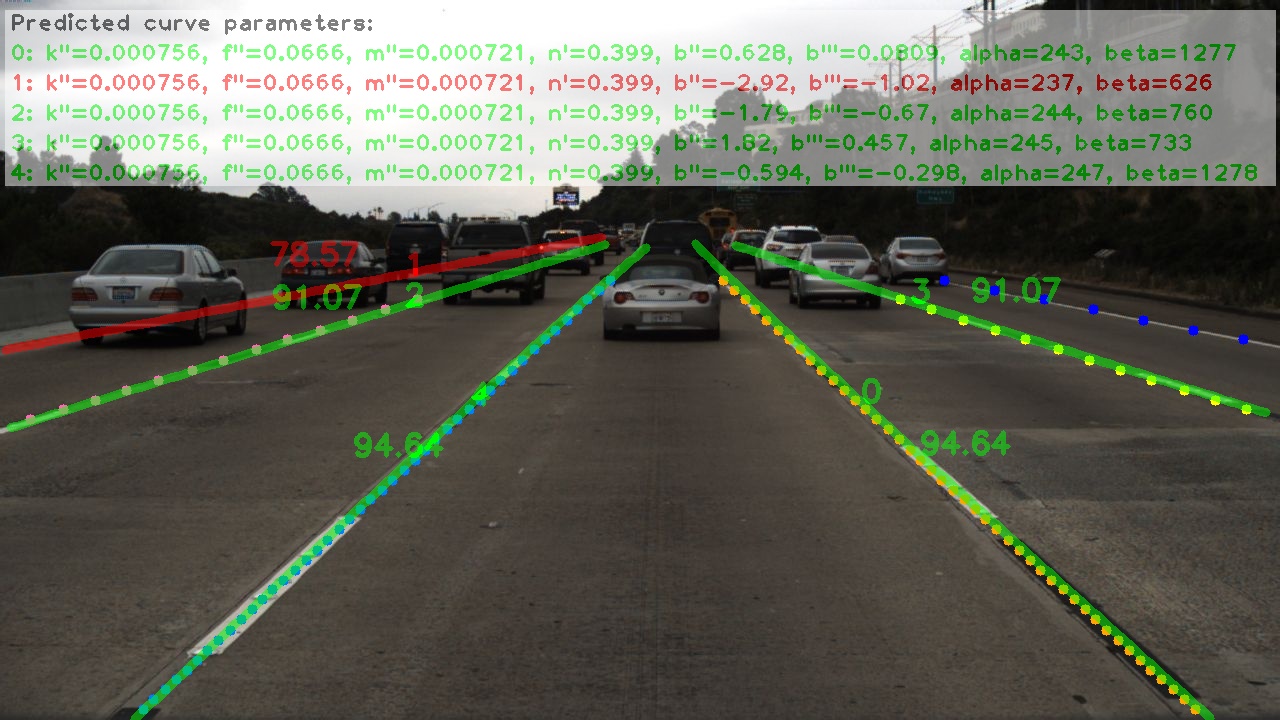 Predicted curve parameters:
0: k''=0.000756, f''=0.0666, m''=0.000721, n'=0.399, b''=0.628, b'''=0.0809, alpha=243, beta=1277
1: k''=0.000756, f''=0.0666, m''=0.000721, n'=0.399, b''=-2.92, b'''=-1.02, alpha=237, beta=626
2: k''=0.000756, f''=0.0666, m''=0.000721, n'=0.399, b''=-1.79, b'''=-0.67, alpha=244, beta=760
3: k''=0.000756, f''=0.0666, m''=0.000721, n'=0.399, b''=1.82, b'''=0.457, alpha=245, beta=733
4: k''=0.000756, f''=0.0666, m''=0.000721, n'=0.399, b''=-0.594, b'''=-0.298, alpha=247, beta=1278
78.57 1
91.07 2
3 91.07
4
0
94.64
94.64